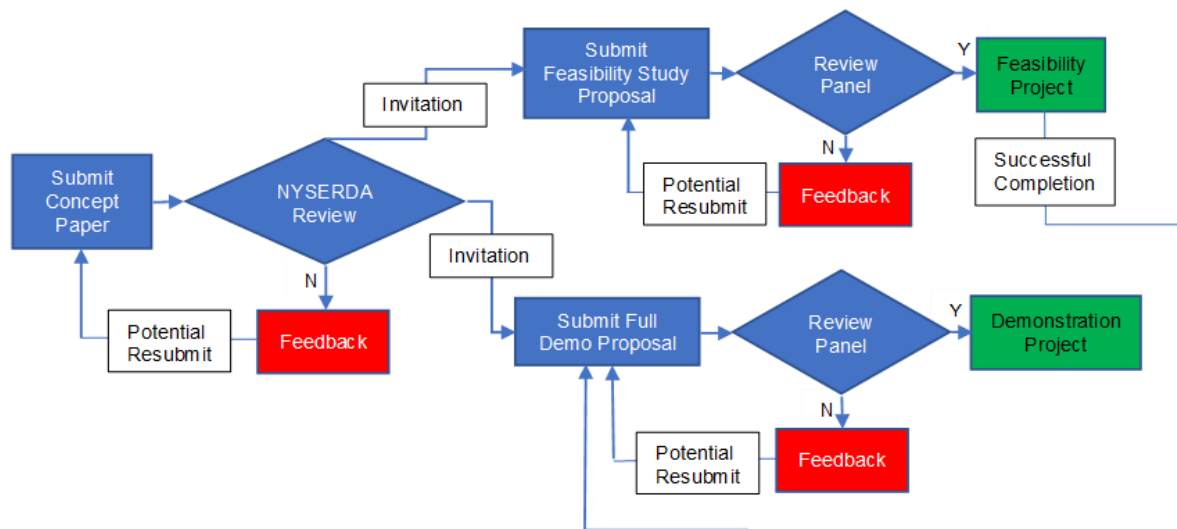 Submit
Feasibility Study
Proposal
Review
Panel
Y
Feasibility
Project
Invitation
N
Successful
Completion
Submit
Concept
Paper
NYSERDA
Review
Potential
Resubmit
Feedback
Invitation
N
Potential
Resubmit
Feedback
Submit Full
Demo Proposal
Review
Panel
Y
Demonstration
Project
N
Potential
Resubmit
Feedback